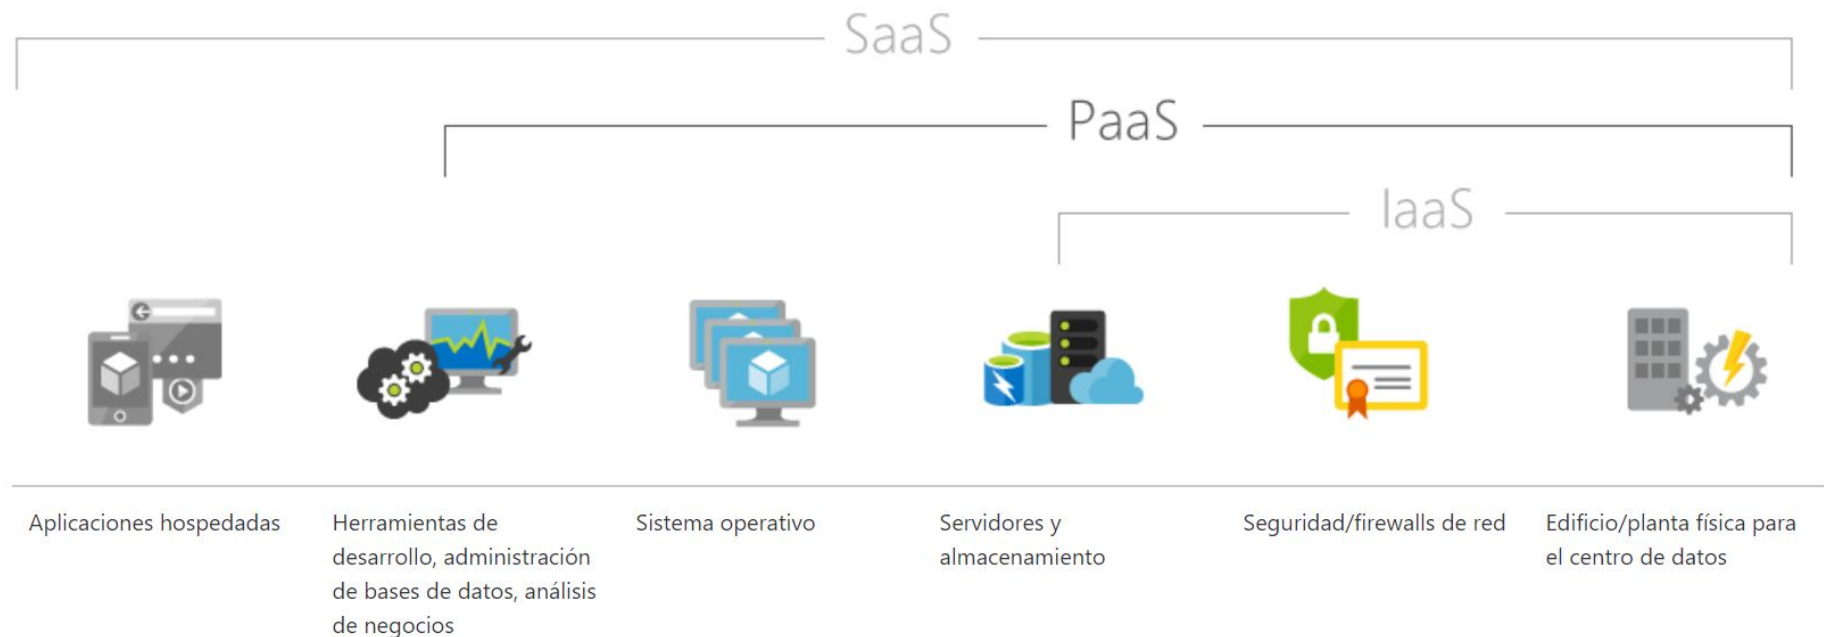 SaaS
PaaS
IaaS
Aplicaciones hospedadas
Herramientas de
desarrollo, administración
de bases de datos, análisis
de negocios
Sistema operativo
Servidores y
almacenamiento
Seguridad/firewalls de red
Edificio/planta física para
el centro de datos